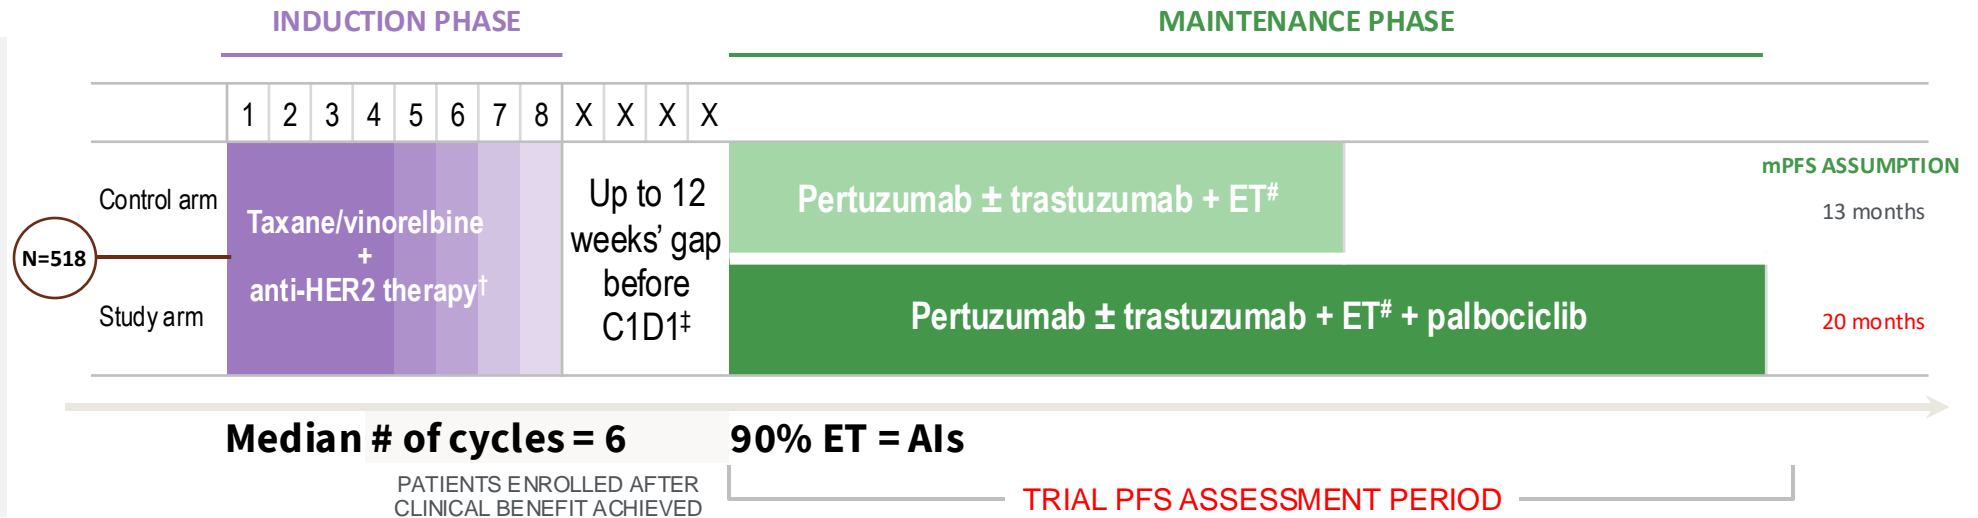 INDUCTION PHASE
MAINTENANCE PHASE
1 2 3 4 5 6 7 8 X X X X
N=518
Control arm
Study arm
Taxane/vinorelbine
+
anti-HER2 therapy†
Up to 12
weeks' gap
before
C1D1‡
Pertuzumab ± trastuzumab + ET#
Pertuzumab ± trastuzumab + ET# + palbociclib
mPFS ASSUMPTION
13 months
20 months
Median # of cycles = 6
90% ET = AIs
PATIENTS ENROLLED AFTER
CLINICAL BENEFIT ACHIEVED
TRIAL PFS ASSESSMENT PERIOD